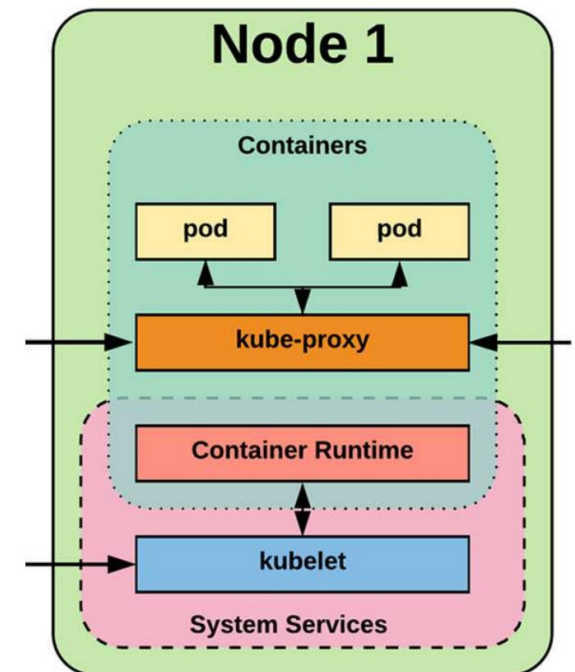 Node 1
Containers
pod pod
kube-proxy
Container Runtime
kubelet
System Services